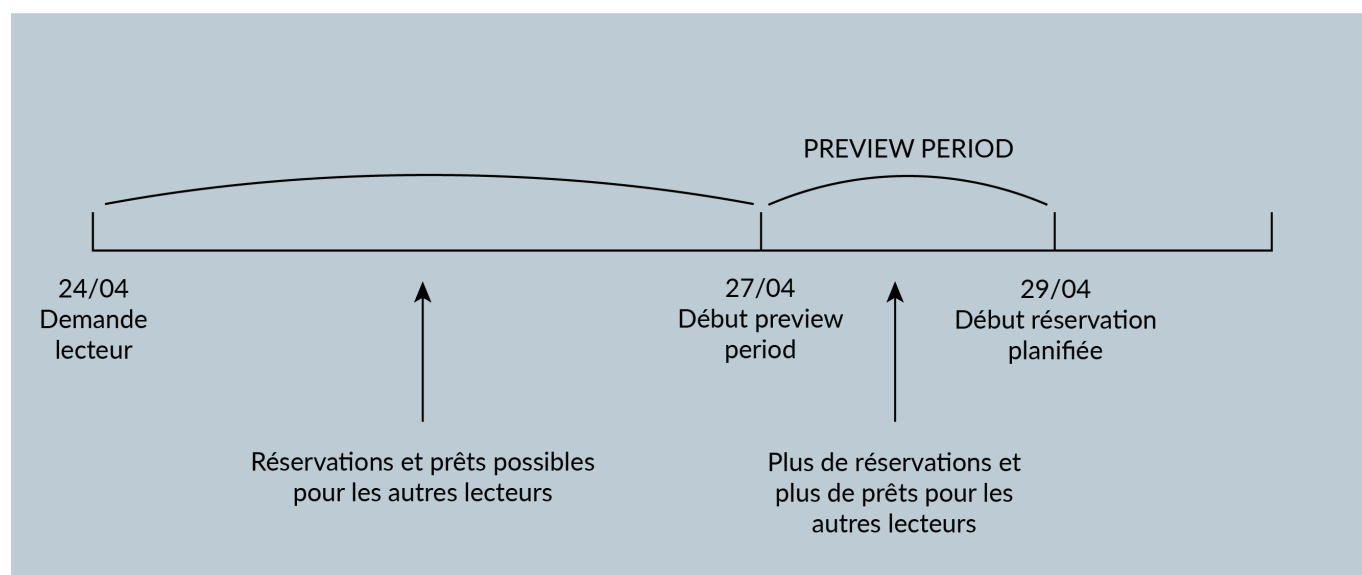 PREVIEW PERIOD
24/04
Demande
lecteur
27/04
Début preview
period
29/04
Début réservation
planifiée
Réservations et prêts possibles
pour les autres lecteurs
Plus de réservations et
plus de prêts pour les
autres lecteurs